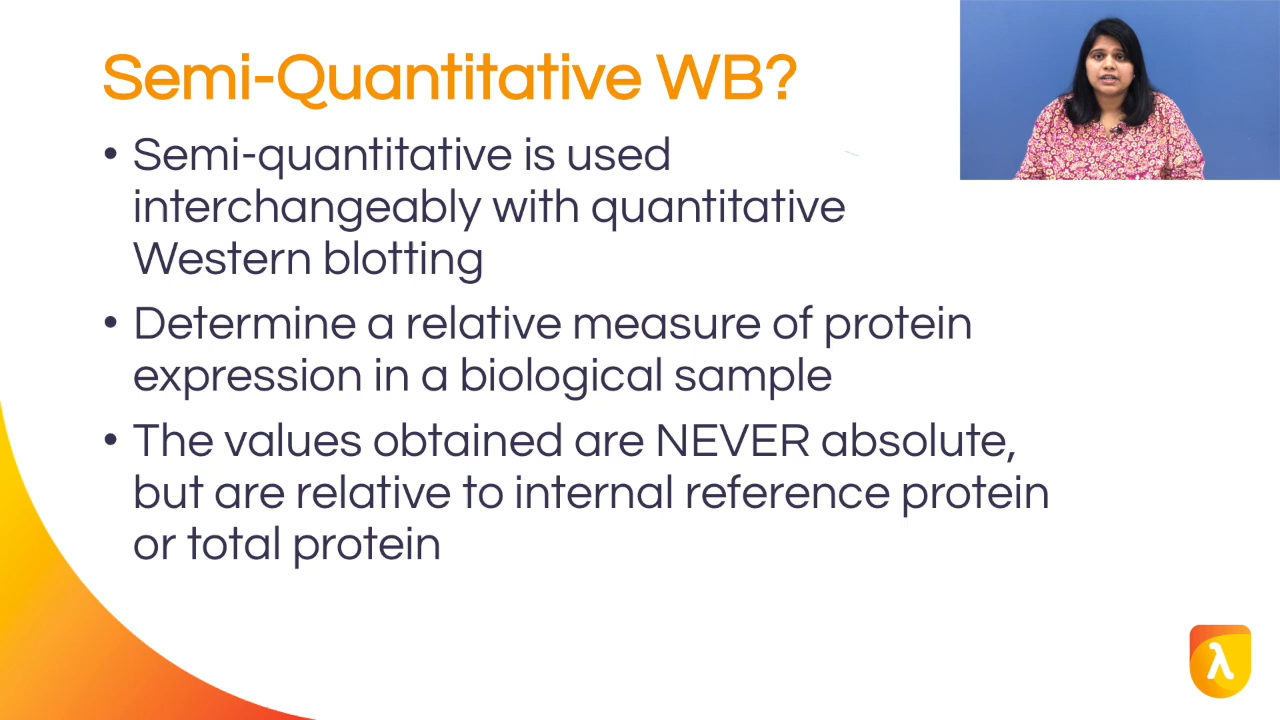 Semi-Quantitative WB?
• Semi-quantitative is used
interchangeably with quantitative
Western blotting
• Determine a relative measure of protein
expression in a biological sample
• The values obtained are NEVER absolute,
but are relative to internal reference protein
or total protein
λ